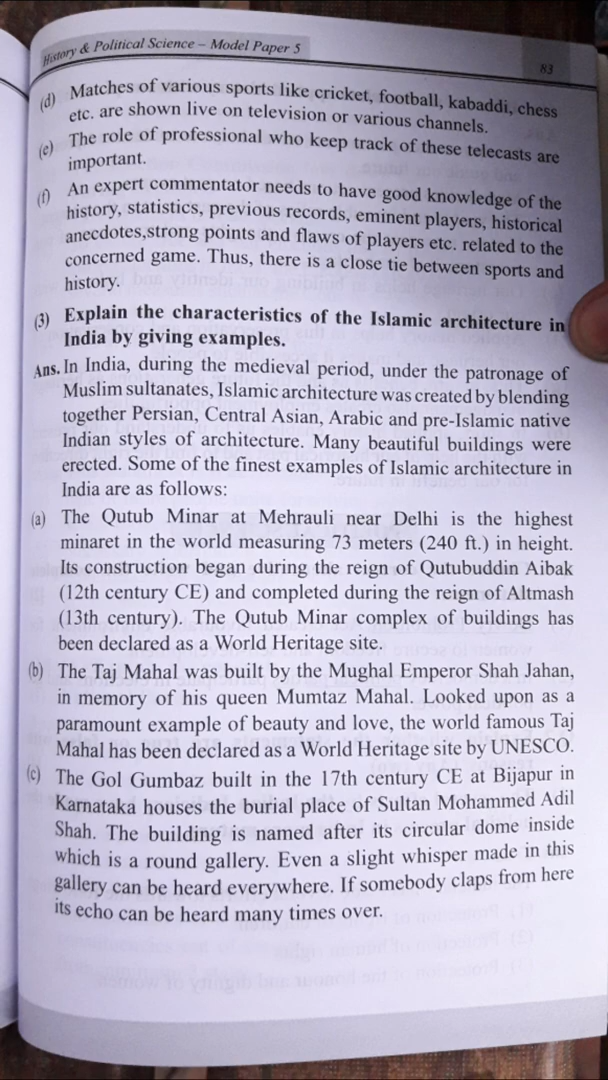 History & Political Science – Model Paper 5
83
(d) Matches of various sports like cricket, football, kabaddi, chess
etc. are shown live on television or various channels.
(e) The role of professional who keep track of these telecasts are
important.
(f) An expert commentator needs to have good knowledge of the
history, statistics, previous records, eminent players, historical
anecdotes,strong points and flaws of players etc. related to the
concerned game. Thus, there is a close tie between sports and
history.
(3) Explain the characteristics of the Islamic architecture in
India by giving examples.
Ans. In India, during the medieval period, under the patronage of
Muslim sultanates, Islamic architecture was created by blending
together Persian, Central Asian, Arabic and pre-Islamic native
Indian styles of architecture. Many beautiful buildings were
erected. Some of the finest examples of Islamic architecture in
India are as follows:
(a) The Qutub Minar at Mehrauli near Delhi is the highest
minaret in the world measuring 73 meters (240 ft.) in height.
Its construction began during the reign of Qutubuddin Aibak
(12th century CE) and completed during the reign of Altmash
(13th century). The Qutub Minar complex of buildings has
been declared as a World Heritage site.
(b) The Taj Mahal was built by the Mughal Emperor Shah Jahan,
in memory of his queen Mumtaz Mahal. Looked upon as a
paramount example of beauty and love, the world famous Taj
Mahal has been declared as a World Heritage site by UNESCO.
(c) The Gol Gumbaz built in the 17th century CE at Bijapur in
Karnataka houses the burial place of Sultan Mohammed Adil
Shah. The building is named after its circular dome inside
which is a round gallery. Even a slight whisper made in this
gallery can be heard everywhere. If somebody claps from here
its echo can be heard many times over.